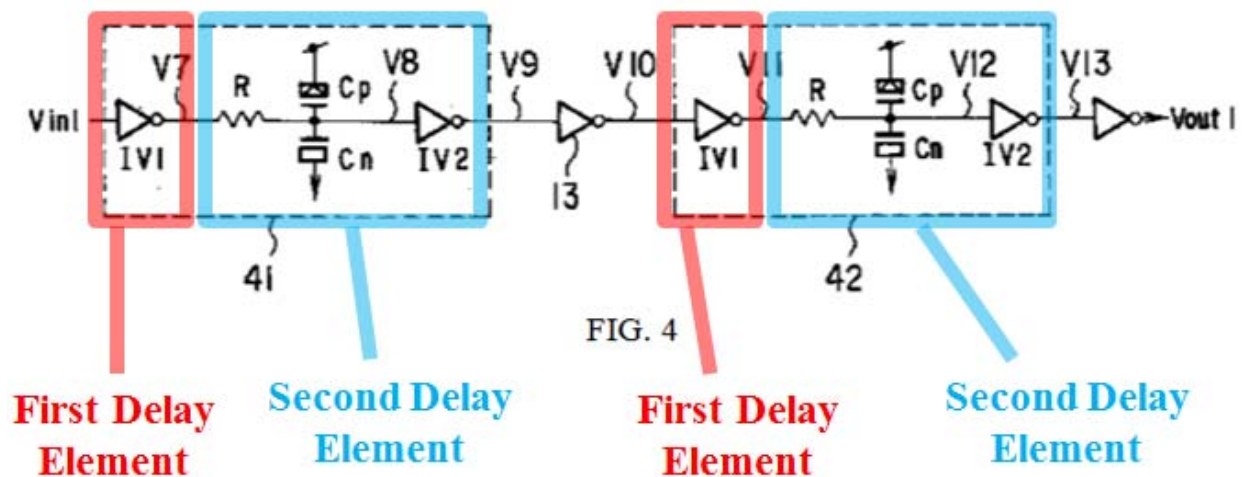 V7 R Cp V8 V9 V10 V11 R Cp V12 V13
Vin1 IV1 Cn IV2 13 IV1 Cn IV2 Vout1
41 42
FIG. 4
First Delay Element
Second Delay Element
First Delay Element
Second Delay Element